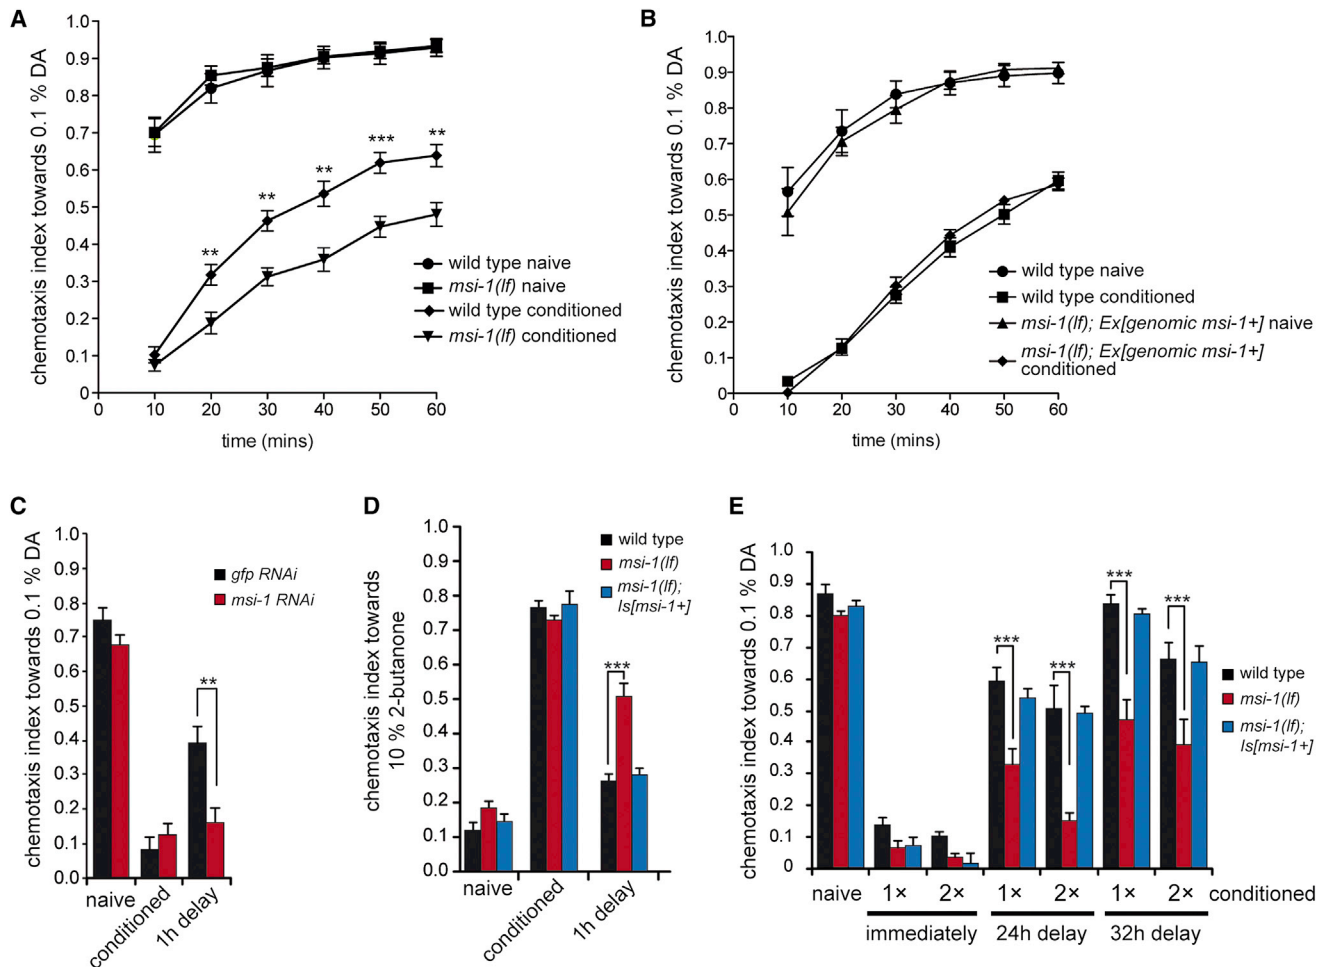 A
chemotaxis index towards 0.1 % DA
1.0
0.9
0.8
0.7
0.6
0.5
0.4
0.3
0.2
0.1
0
**
**
**
***
**
wild type naive
msi-1(lf) naive
wild type conditioned
msi-1(lf) conditioned
0 10 20 30 40 50 60
time (mins)
B
chemotaxis index towards 0.1 % DA
1.0
0.9
0.8
0.7
0.6
0.5
0.4
0.3
0.2
0.1
0
wild type naive
wild type conditioned
msi-1(lf); Ex[genomic msi-1+] naive
msi-1(lf); Ex[genomic msi-1+]
conditioned
0 10 20 30 40 50 60
time (mins)
C
chemotaxis index towards 0.1 % DA
1.0
0.9
0.8
0.7
0.6
0.5
0.4
0.3
0.2
0.1
0.0
gfp RNAi
msi-1 RNAi
**
naive
conditioned
1h delay
D
chemotaxis index towards
10 % 2-butanone
1.0
0.9
0.8
0.7
0.6
0.5
0.4
0.3
0.2
0.1
0.0
wild type
msi-1(lf)
msi-1(lf);
Is[msi-1+]
***
naive
conditioned
1h delay
E
chemotaxis index towards 0.1 % DA
1.0
0.9
0.8
0.7
0.6
0.5
0.4
0.3
0.2
0.1
0
***
***
***
***
wild type
msi-1(lf)
msi-1(lf);
Is[msi-1+]
naive 1× 2× 1× 2× 1× 2× conditioned
immediately 24h delay 32h delay